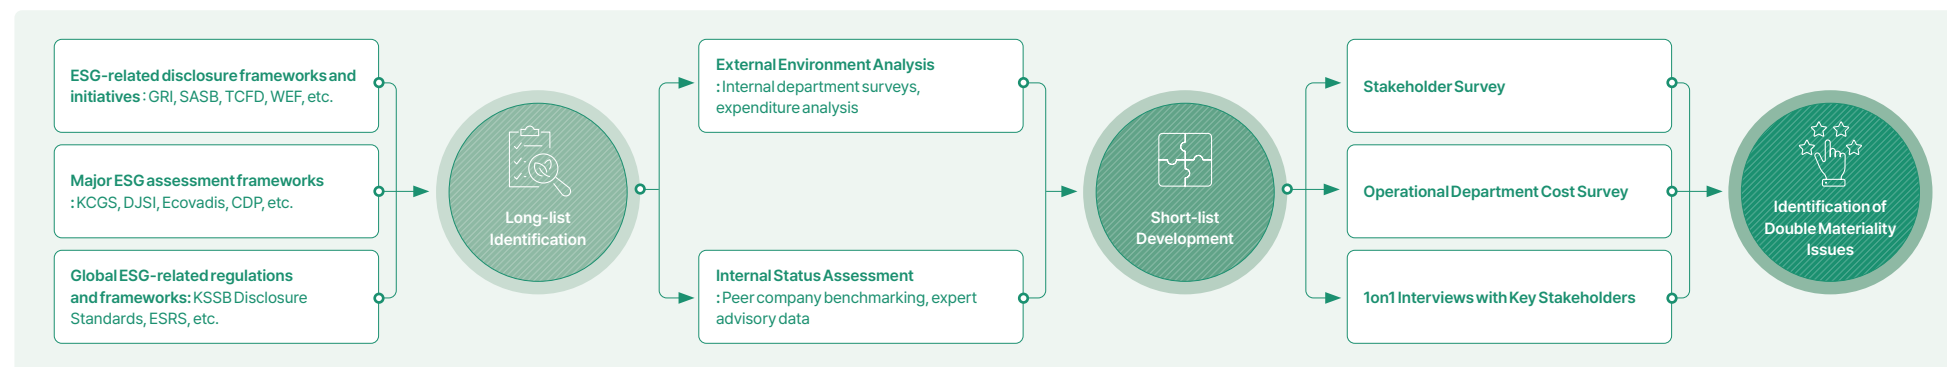 ESG-related disclosure frameworks and
initiatives : GRI, SASB, TCFD, WEF, etc.
Major ESG assessment frameworks
: KCGS, DJSI, Ecovadis, CDP, etc.
Global ESG-related regulations
and frameworks: KSSB Disclosure
Standards, ESRS, etc.
Long-list
Identification
External Environment Analysis
: Internal department surveys,
expenditure analysis
Internal Status Assessment
: Peer company benchmarking, expert
advisory data
Short-list
Development
Stakeholder Survey
Operational Department Cost Survey
1on1 Interviews with Key Stakeholders
Identification of
Double Materiality
Issues